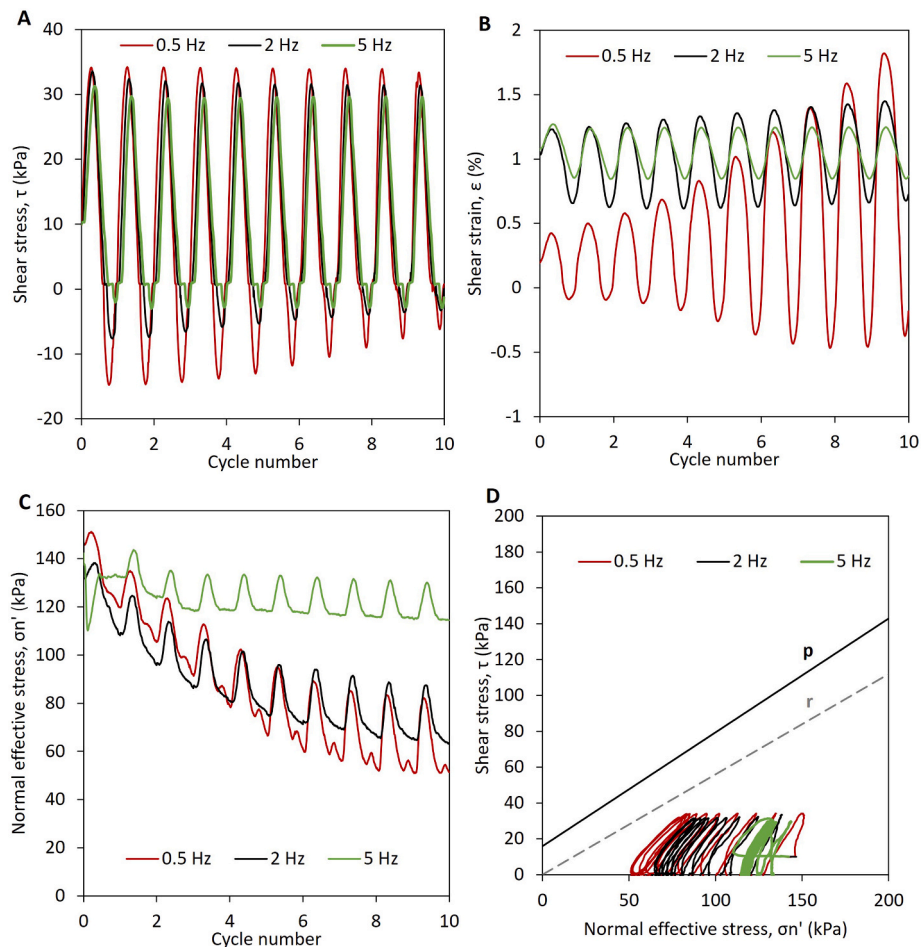 A
0.5 Hz 2 Hz 5 Hz
40
30
20
10
0
-10
-20
Shear stress, τ (kPa)
0 2 4 6 8 10
Cycle number
B
0.5 Hz 2 Hz 5 Hz
2
1.5
1
0.5
0
-0.5
-1
Shear strain, ε (%)
0 2 4 6 8 10
Cycle number
C
160
140
120
100
80
60
40
20
0
Normal effective stress, σn' (kPa)
0.5 Hz 2 Hz 5 Hz
0 2 4 6 8 10
Cycle number
D
200
180
160
140
120
100
80
60
40
20
0
Shear stress, τ (kPa)
0.5 Hz 2 Hz 5 Hz
p
r
0 50 100 150 200
Normal effective stress, σn' (kPa)